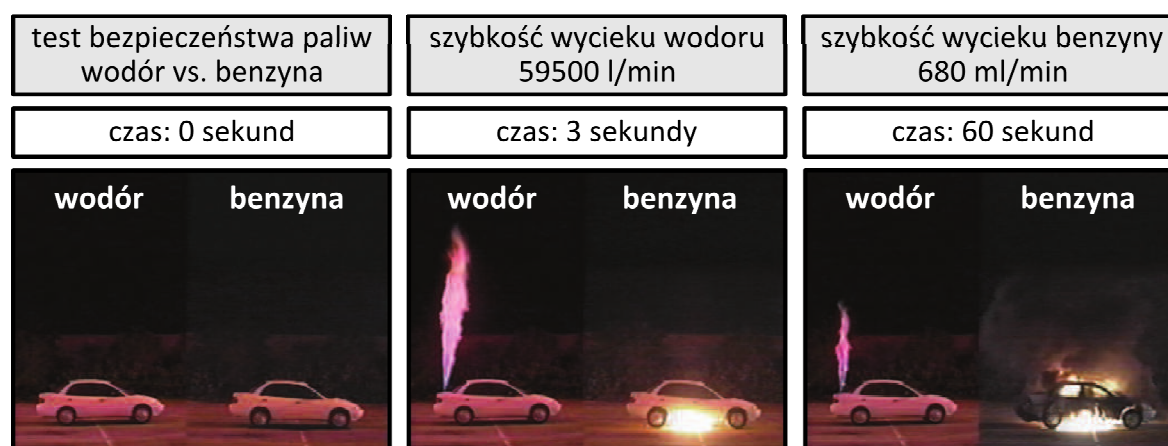 test bezpieczeństwa paliw
wodór vs. benzyna
szybkość wycieku wodoru
59500 l/min
szybkość wycieku benzyny
680 ml/min
czas: 0 sekund
czas: 3 sekundy
czas: 60 sekund
wodór benzyna
wodór benzyna
wodór benzyna